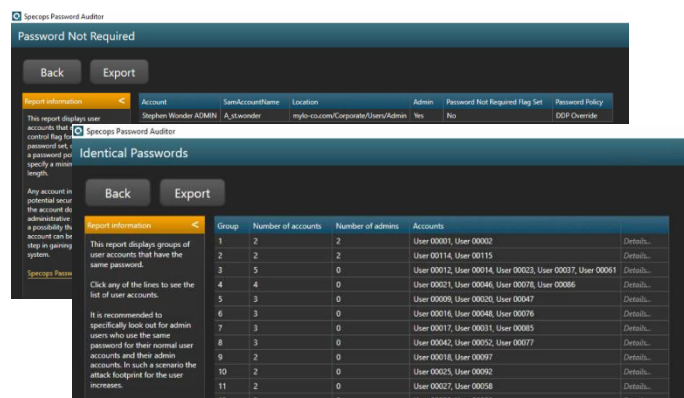 Specops Password Auditor
Password Not Required
Back Export
Report information <
This report displays user
accounts that
control flag fo
password set,
a password po
specify a minim
length.
Any account in
potential secur
the account do
administrative
a possibility th
account can be
step in gaining
system.
Specops Passw
Account SamAccountName Location Admin Password Not Required Flag Set Password Policy
Stephen Wonder ADMIN A_st.wonder mylo-co.com/Corporate/Users/Admin Yes No DDP Override
Specops Password Auditor
Identical Passwords
Back Export
Report information <
This report displays groups of
user accounts that have the
same password.
Click any of the lines to see the
list of user accounts.
It is recommended to
specifically look out for admin
users who use the same
password for their normal user
accounts and their admin
accounts. In such a scenario the
attack footprint for the user
increases.
Group Number of accounts Number of admins Accounts
1 2 2 User 00001, User 00002 Details...
2 2 2 User 00114, User 00115 Details...
3 5 0 User 00012, User 00014, User 00023, User 00037, User 00061 Details...
4 4 0 User 00021, User 00046, User 00078, User 00086 Details...
5 3 0 User 00009, User 00020, User 00047 Details...
6 3 0 User 00016, User 00048, User 00076 Details...
7 3 0 User 00017, User 00031, User 00085 Details...
8 3 0 User 00042, User 00052, User 00077 Details...
9 2 0 User 00018, User 00097 Details...
10 2 0 User 00025, User 00092 Details...
11 2 0 User 00027, User 00058 Details...